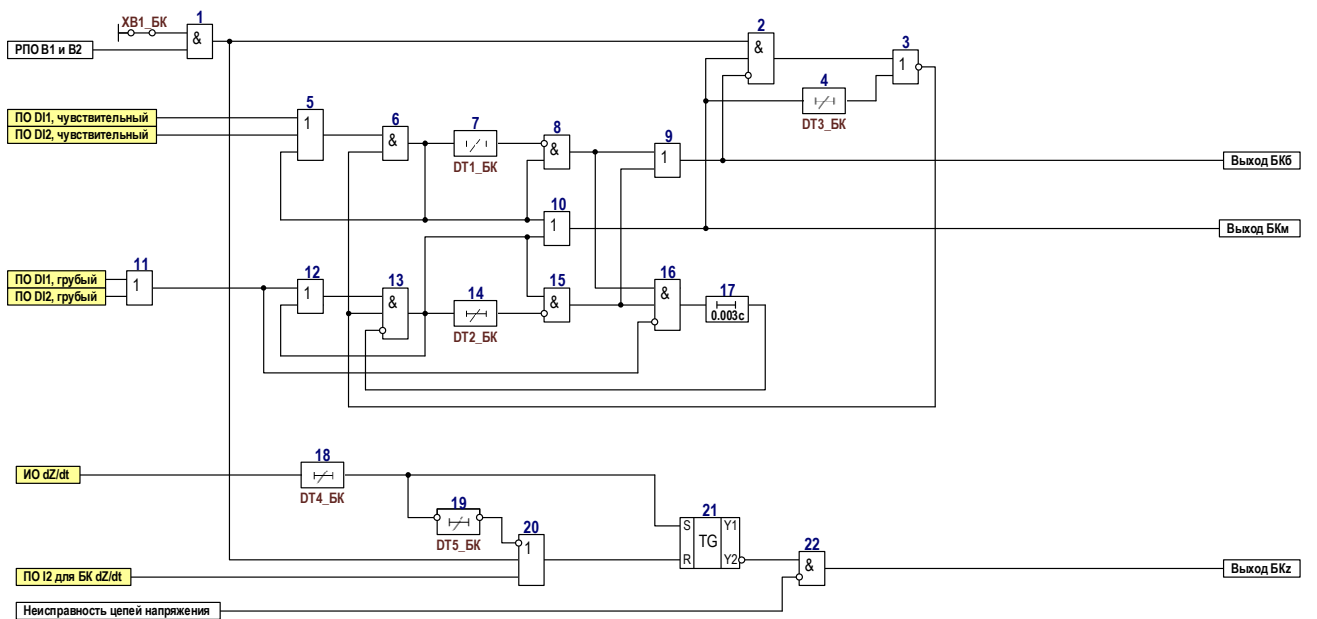 XB1_БК
1
&
РПО В1 и В2
2
&
3
1
4
DT3_БК
ПО DI1, чувствительный
ПО DI2, чувствительный
5
1
6
&
7
DT1_БК
8
&
9
1
Выход БКб
10
1
Выход БКм
ПО DI1, грубый
ПО DI2, грубый
11
1
12
1
13
&
14
DT2_БК
15
&
16
&
17
0.003с
ИО dZ/dt
18
DT4_БК
19
DT5_БК
20
1
21
S
Y1
TG
R
Y2
22
&
Выход БКz
ПО I2 для БК dZ/dt
Неисправность цепей напряжения